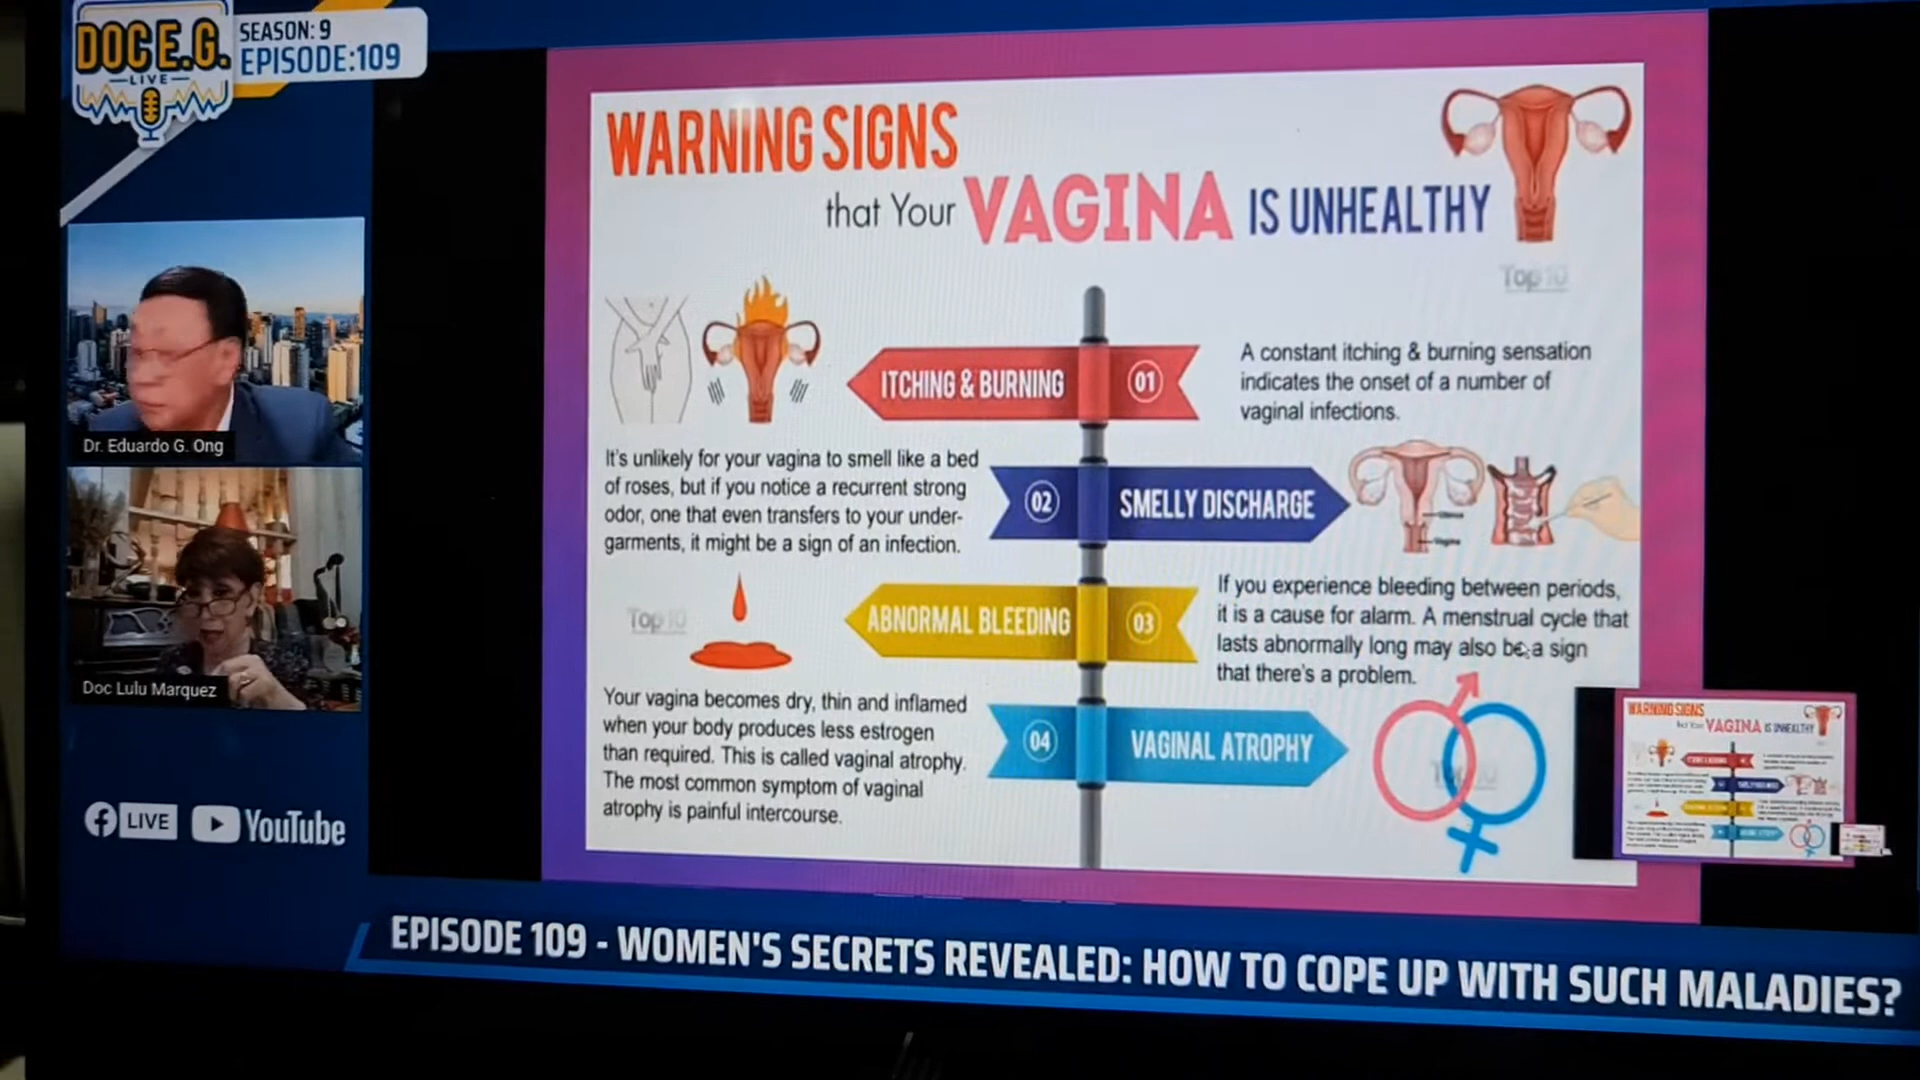 DOC E.G.
LIVE
SEASON: 9
EPISODE:109
WARNING SIGNS
that Your VAGINA IS UNHEALTHY
Top 10
ITCHING & BURNING
01
A constant itching & burning sensation
indicates the onset of a number of
vaginal infections.
It's unlikely for your vagina to smell like a bed
of roses, but if you notice a recurrent strong
odor, one that even transfers to your under-
garments, it might be a sign of an infection.
02
SMELLY DISCHARGE
Uterus
Vagina
Top 10
ABNORMAL BLEEDING
03
If you experience bleeding between periods,
it is a cause for alarm. A menstrual cycle that
lasts abnormally long may also be a sign
that there's a problem.
Your vagina becomes dry, thin and inflamed
when your body produces less estrogen
than required. This is called vaginal atrophy.
The most common symptom of vaginal
atrophy is painful intercourse.
04
VAGINAL ATROPHY
Top 10
Dr. Eduardo G. Ong
Doc Lulu Marquez
LIVE
YouTube
WARNING SIGNS
that Your VAGINA IS UNHEALTHY
EPISODE 109 - WOMEN'S SECRETS REVEALED: HOW TO COPE UP WITH SUCH MALADIES?